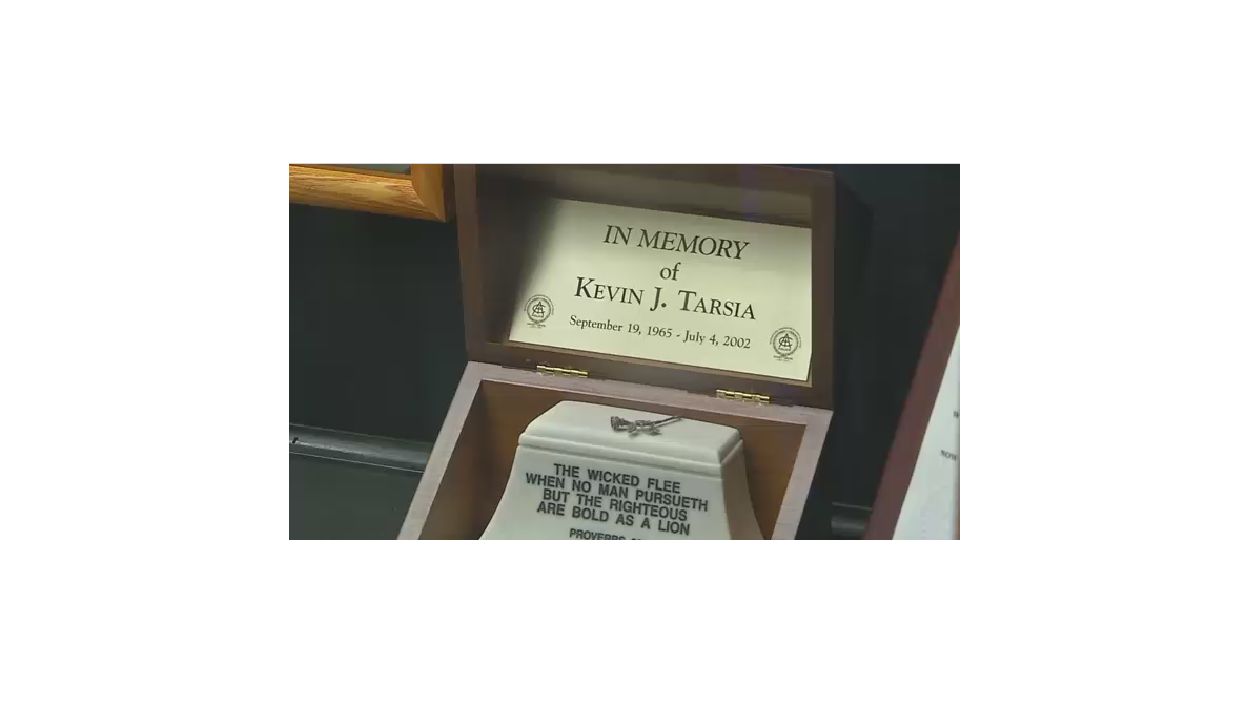 IN MEMORY
of
KEVIN J. TARSIA
September 19, 1965 - July 4, 2002
THE WICKED FLEE
WHEN NO MAN PURSUETH
BUT THE RIGHTEOUS
ARE BOLD AS A LION
PROVERBS